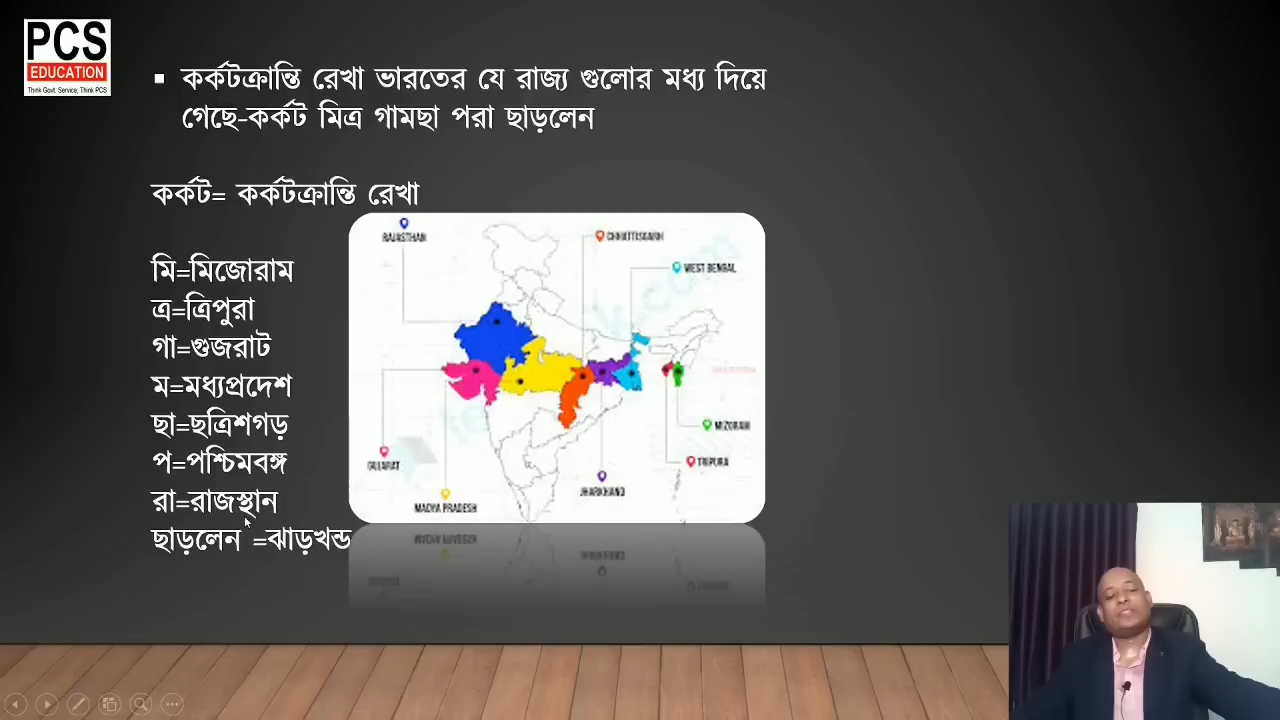 PCS
EDUCATION
Think Govt. Service; Think PCS
কর্কটক্রান্তি রেখা ভারতের যে রাজ্য গুলোর মধ্য দিয়ে
গেছে-কর্কট মিত্র গামছা পরা ছাড়লেন
কর্কট= কর্কটক্রান্তি রেখা
মি=মিজোরাম
ত্র=ত্রিপুরা
গা=গুজরাট
ম=মধ্যপ্রদেশ
ছা=ছত্রিশগড়
প=পশ্চিমবঙ্গ
রা=রাজস্থান
ছাড়লেন =ঝাড়খন্ড
RAJASTHAN
CHHATTISGARH
WEST BENGAL
MIZORAM
TRIPURA
GUJARAT
JHARKHAND
MADYA PRADESH